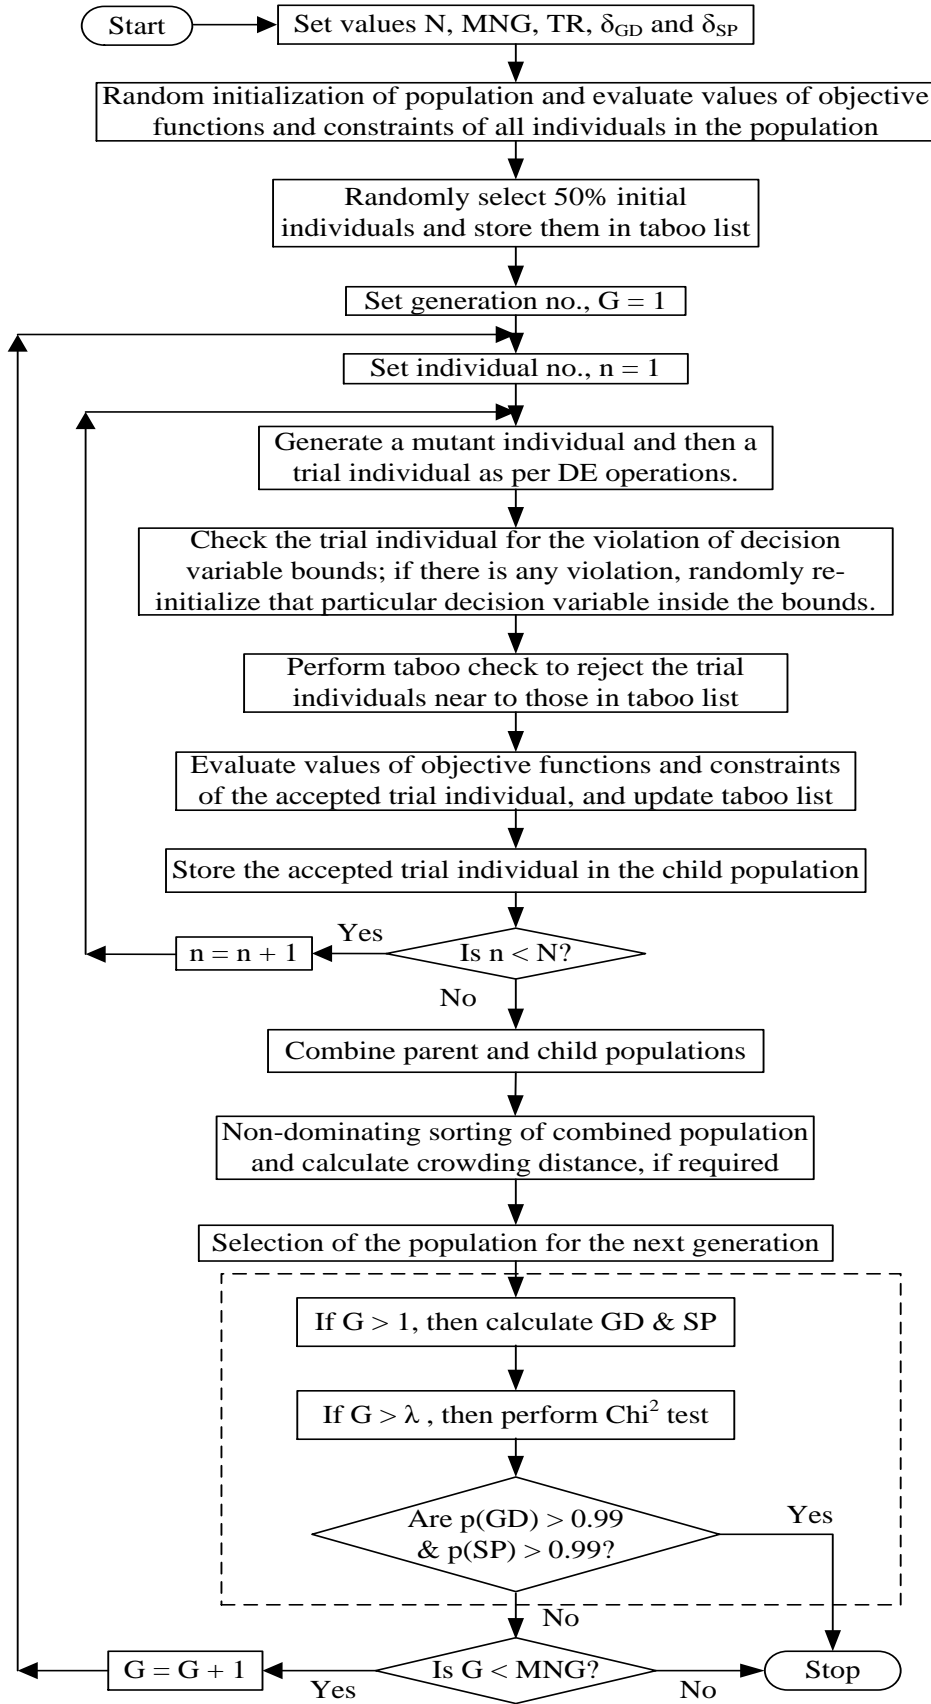 Start
Set values N, MNG, TR, δGD and δSP
Random initialization of population and evaluate values of objective
functions and constraints of all individuals in the population
Randomly select 50% initial
individuals and store them in taboo list
Set generation no., G = 1
Set individual no., n = 1
Generate a mutant individual and then a
trial individual as per DE operations.
Check the trial individual for the violation of decision
variable bounds; if there is any violation, randomly re-
initialize that particular decision variable inside the bounds.
Perform taboo check to reject the trial
individuals near to those in taboo list
Evaluate values of objective functions and constraints
of the accepted trial individual, and update taboo list
Store the accepted trial individual in the child population
n = n + 1
Yes
Is n < N?
No
Combine parent and child populations
Non-dominating sorting of combined population
and calculate crowding distance, if required
Selection of the population for the next generation
If G > 1, then calculate GD & SP
If G > λ , then perform Chi² test
Are p(GD) > 0.99
& p(SP) > 0.99?
Yes
No
G = G + 1
Yes
Is G < MNG?
No
Stop